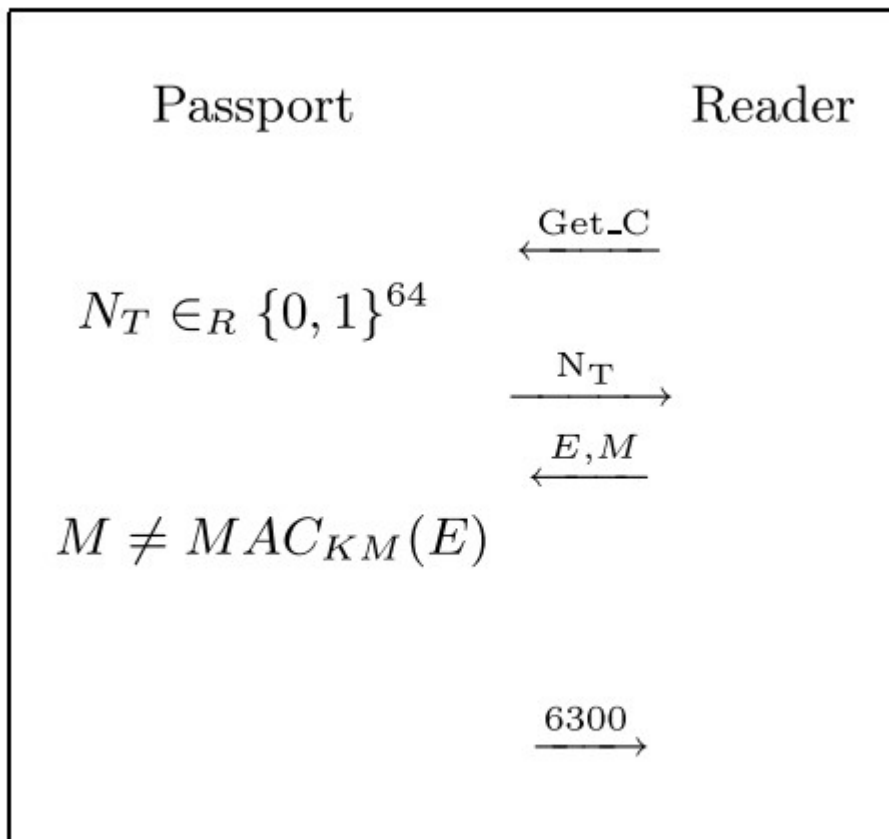 Passport Reader
Get_C
N_T ∈_R {0, 1}^64
N_T
E, M
M ≠ MAC_KM(E)
6300